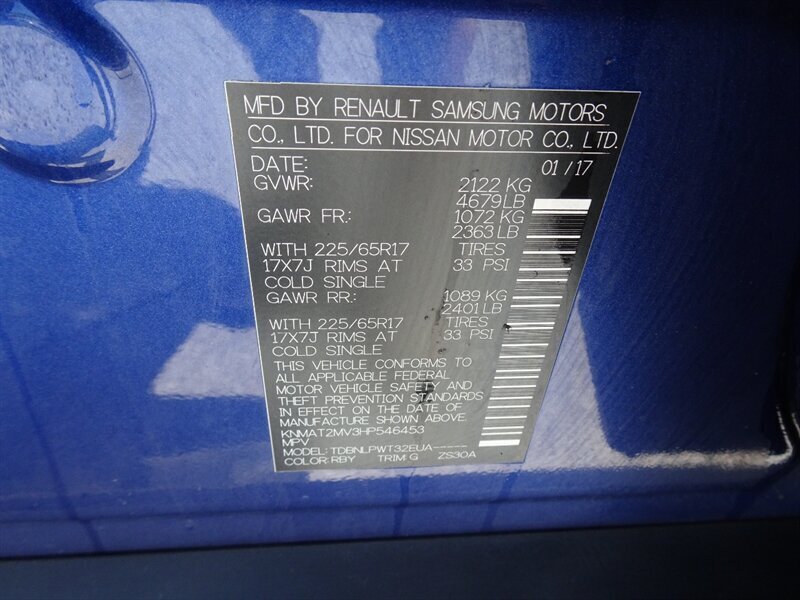 MFD BY RENAULT SAMSUNG MOTORS
CO., LTD. FOR NISSAN MOTOR CO., LTD.
DATE: 01/17
GVWR: 2122 KG
4679LB
GAWR FR.: 1072 KG
2363LB
WITH 225/65R17 TIRES
17X7J RIMS AT 33 PSI
COLD SINGLE
GAWR RR.: 1089 KG
2401LB
WITH 225/65R17 TIRES
17X7J RIMS AT 33 PSI
COLD SINGLE
THIS VEHICLE CONFORMS TO
ALL APPLICABLE FEDERAL
MOTOR VEHICLE SAFETY AND
THEFT PREVENTION STANDARDS
IN EFFECT ON THE DATE OF
MANUFACTURE SHOWN ABOVE.
KNMAT2MV3HP546453
MPV
MODEL: TDBNLPWT32EUA-----
COLOR: RBY TRIM: G ZS30A